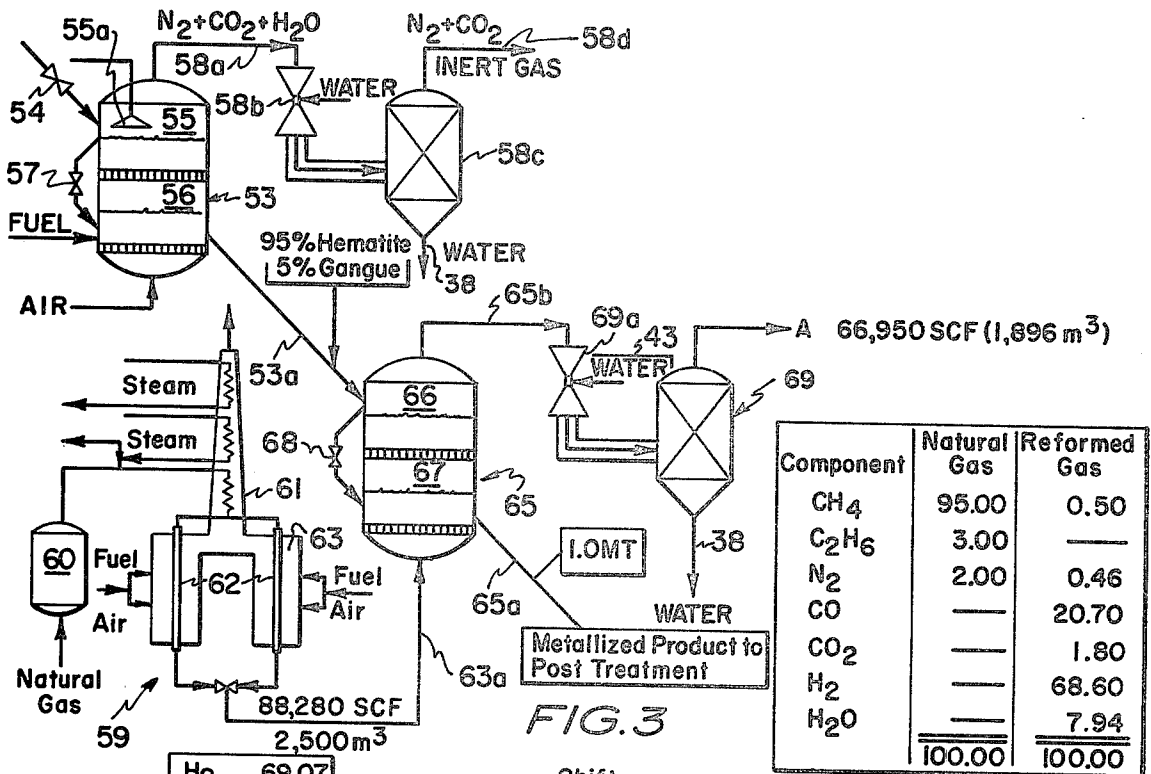 N2+CO2+H2O
55a
58a
54
55
58b
WATER
N2+CO2
58d
INERT GAS
58c
57
56
53
FUEL
95% Hematite
5% Gangue
WATER
38
AIR
53a
65b
69a
43
WATER
A 66,950 SCF (1,896 m3)
Steam
Steam
66
69
68
67
65
61
63
60
Fuel
62
Fuel
Air
Air
1.0MT
65a
38
WATER
Metallized Product to
Post Treatment
63a
Natural
Gas
59
88,280 SCF
2,500 m3
FIG.3
Component Natural Gas Reformed Gas
CH4 95.00 0.50
C2H6 3.00 —
N2 2.00 0.46
CO — 20.70
CO2 — 1.80
H2 — 68.60
H2O — 7.94
100.00 100.00
69.07
Shift